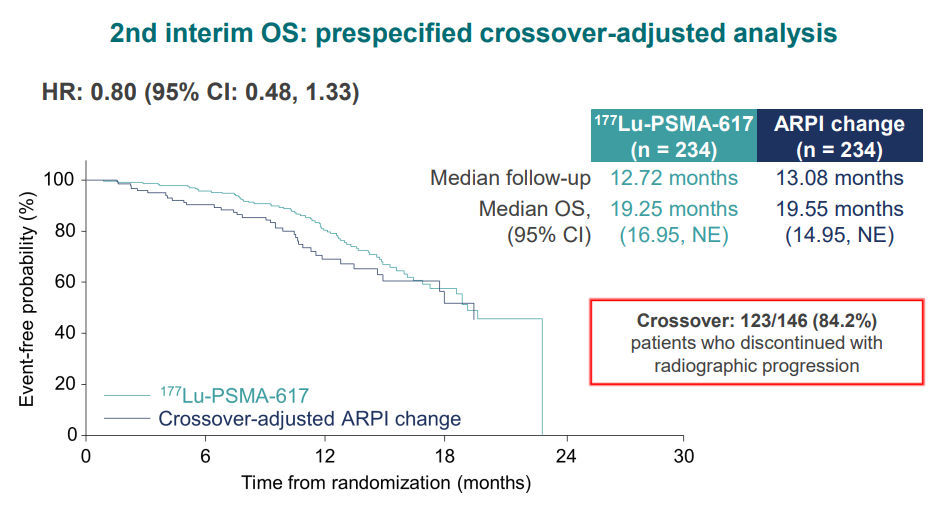 2nd interim OS: prespecified crossover-adjusted analysis
HR: 0.80 (95% CI: 0.48, 1.33)
¹⁷⁷Lu-PSMA-617 ARPI change
(n = 234) (n = 234)
Median follow-up 12.72 months 13.08 months
Median OS, 19.25 months 19.55 months
(95% CI) (16.95, NE) (14.95, NE)
Crossover: 123/146 (84.2%)
patients who discontinued with
radiographic progression
Event-free probability (%)
100
80
60
40
20
0
¹⁷⁷Lu-PSMA-617
Crossover-adjusted ARPI change
0 6 12 18 24 30
Time from randomization (months)